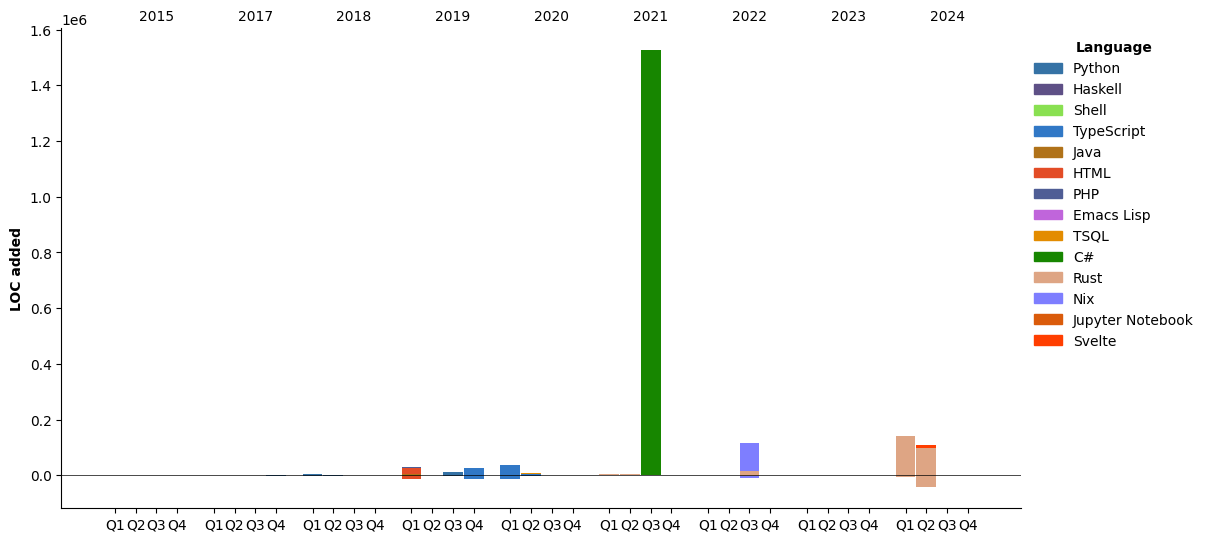 2015 2017 2018 2019 2020 2021 2022 2023 2024
1e6
1.6
1.4
1.2
1.0
0.8
0.6
0.4
0.2
0.0
LOC added
Q1 Q2 Q3 Q4 Q1 Q2 Q3 Q4 Q1 Q2 Q3 Q4 Q1 Q2 Q3 Q4 Q1 Q2 Q3 Q4 Q1 Q2 Q3 Q4 Q1 Q2 Q3 Q4 Q1 Q2 Q3 Q4 Q1 Q2 Q3 Q4
Language
Python
Haskell
Shell
TypeScript
Java
HTML
PHP
Emacs Lisp
TSQL
C#
Rust
Nix
Jupyter Notebook
Svelte